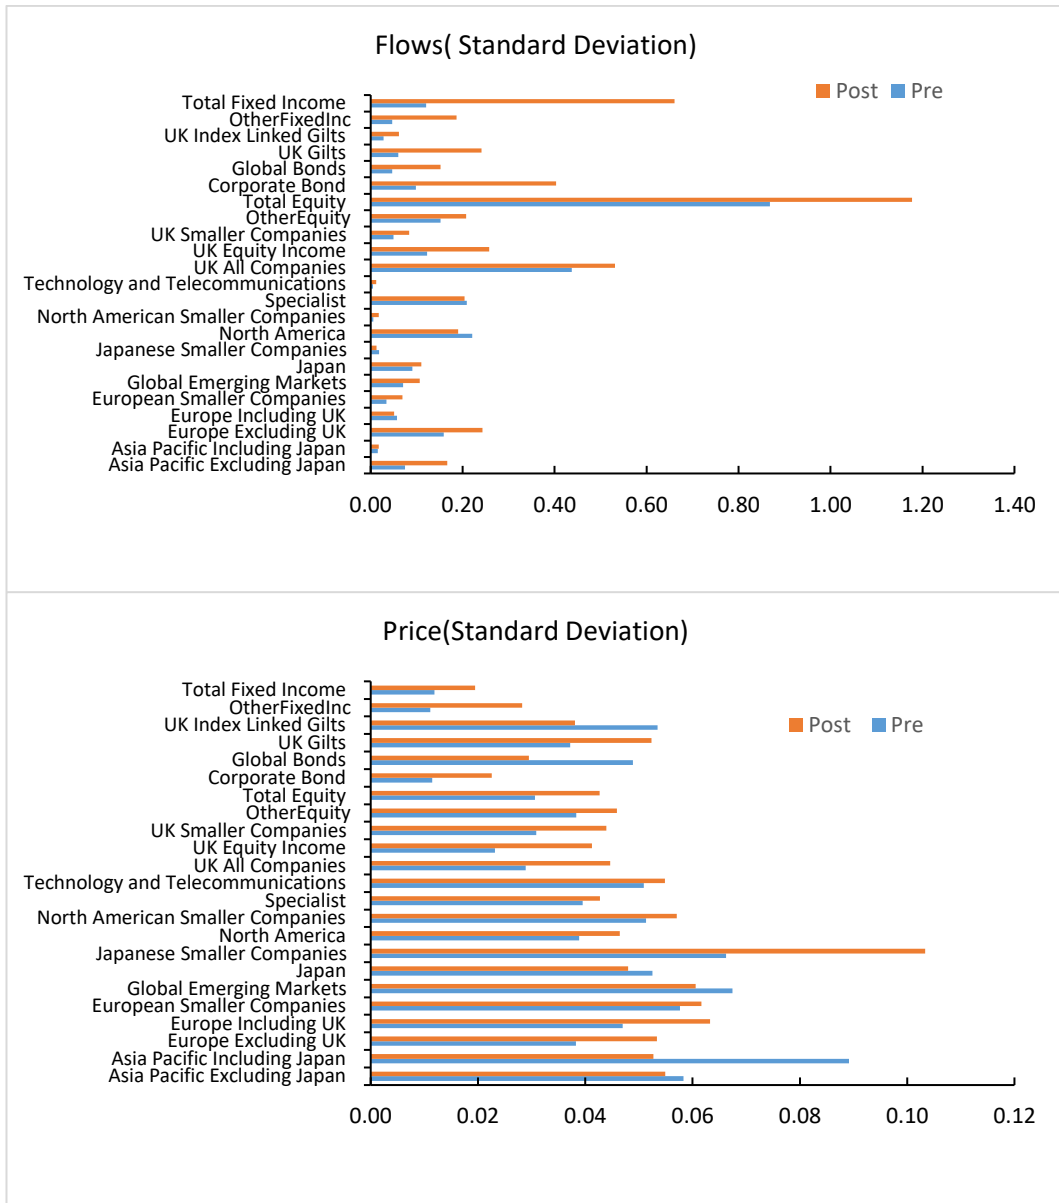 Flows( Standard Deviation)
Post Pre
Total Fixed Income
OtherFixedInc
UK Index Linked Gilts
UK Gilts
Global Bonds
Corporate Bond
Total Equity
OtherEquity
UK Smaller Companies
UK Equity Income
UK All Companies
Technology and Telecommunications
Specialist
North American Smaller Companies
North America
Japanese Smaller Companies
Japan
Global Emerging Markets
European Smaller Companies
Europe Including UK
Europe Excluding UK
Asia Pacific Including Japan
Asia Pacific Excluding Japan
0.00 0.20 0.40 0.60 0.80 1.00 1.20 1.40
Price(Standard Deviation)
Total Fixed Income
OtherFixedInc
UK Index Linked Gilts
Post Pre
UK Gilts
Global Bonds
Corporate Bond
Total Equity
OtherEquity
UK Smaller Companies
UK Equity Income
UK All Companies
Technology and Telecommunications
Specialist
North American Smaller Companies
North America
Japanese Smaller Companies
Japan
Global Emerging Markets
European Smaller Companies
Europe Including UK
Europe Excluding UK
Asia Pacific Including Japan
Asia Pacific Excluding Japan
0.00 0.02 0.04 0.06 0.08 0.10 0.12